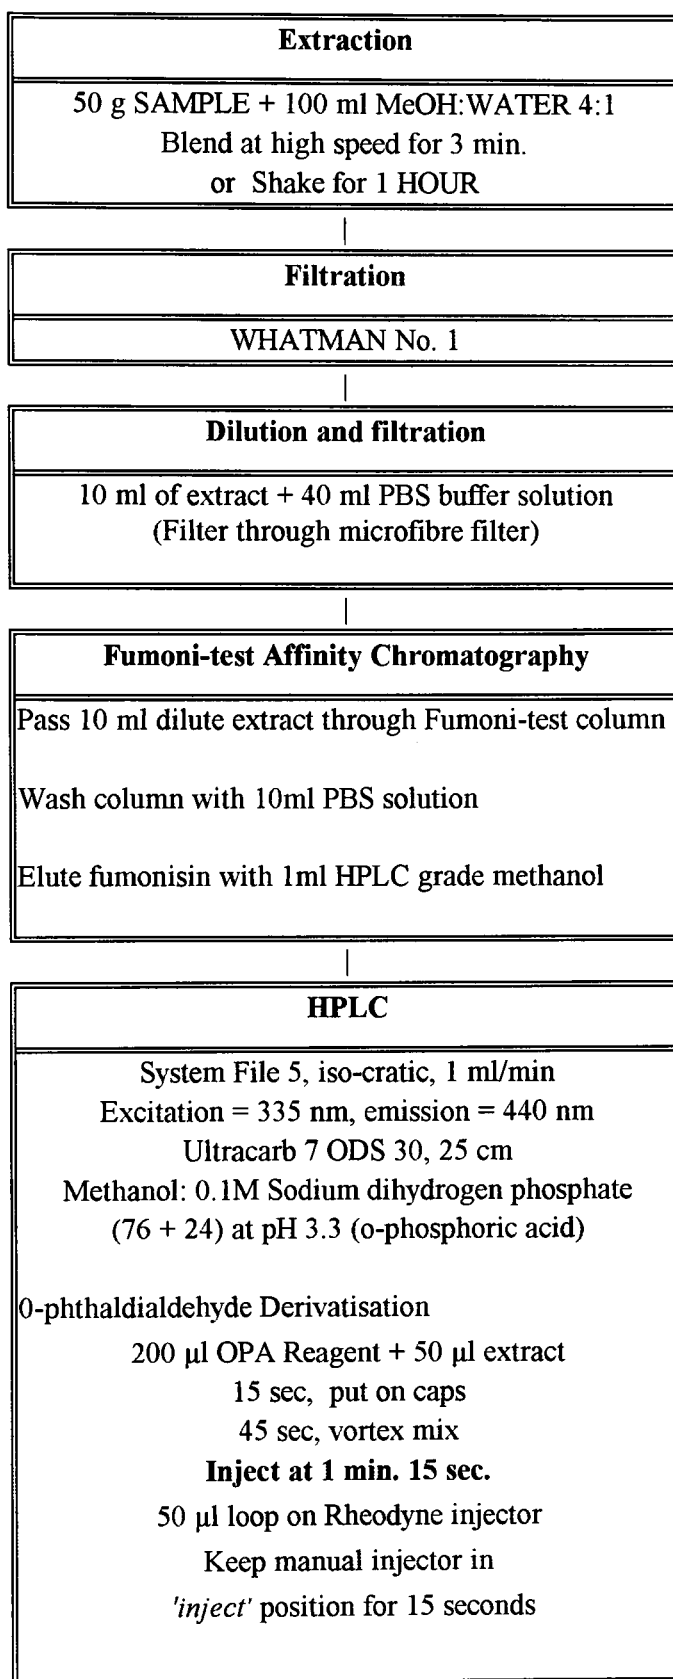 Extraction
50 g SAMPLE + 100 ml MeOH:WATER 4:1
Blend at high speed for 3 min.
or Shake for 1 HOUR
Filtration
WHATMAN No. 1
Dilution and filtration
10 ml of extract + 40 ml PBS buffer solution
(Filter through microfibre filter)
Fumoni-test Affinity Chromatography
Pass 10 ml dilute extract through Fumoni-test column
Wash column with 10ml PBS solution
Elute fumonisin with 1ml HPLC grade methanol
HPLC
System File 5, iso-cratic, 1 ml/min
Excitation = 335 nm, emission = 440 nm
Ultracarb 7 ODS 30, 25 cm
Methanol: 0.1M Sodium dihydrogen phosphate
(76 + 24) at pH 3.3 (o-phosphoric acid)
0-phthaldialdehyde Derivatisation
200 µl OPA Reagent + 50 µl extract
15 sec, put on caps
45 sec, vortex mix
Inject at 1 min. 15 sec.
50 µl loop on Rheodyne injector
Keep manual injector in
'inject' position for 15 seconds